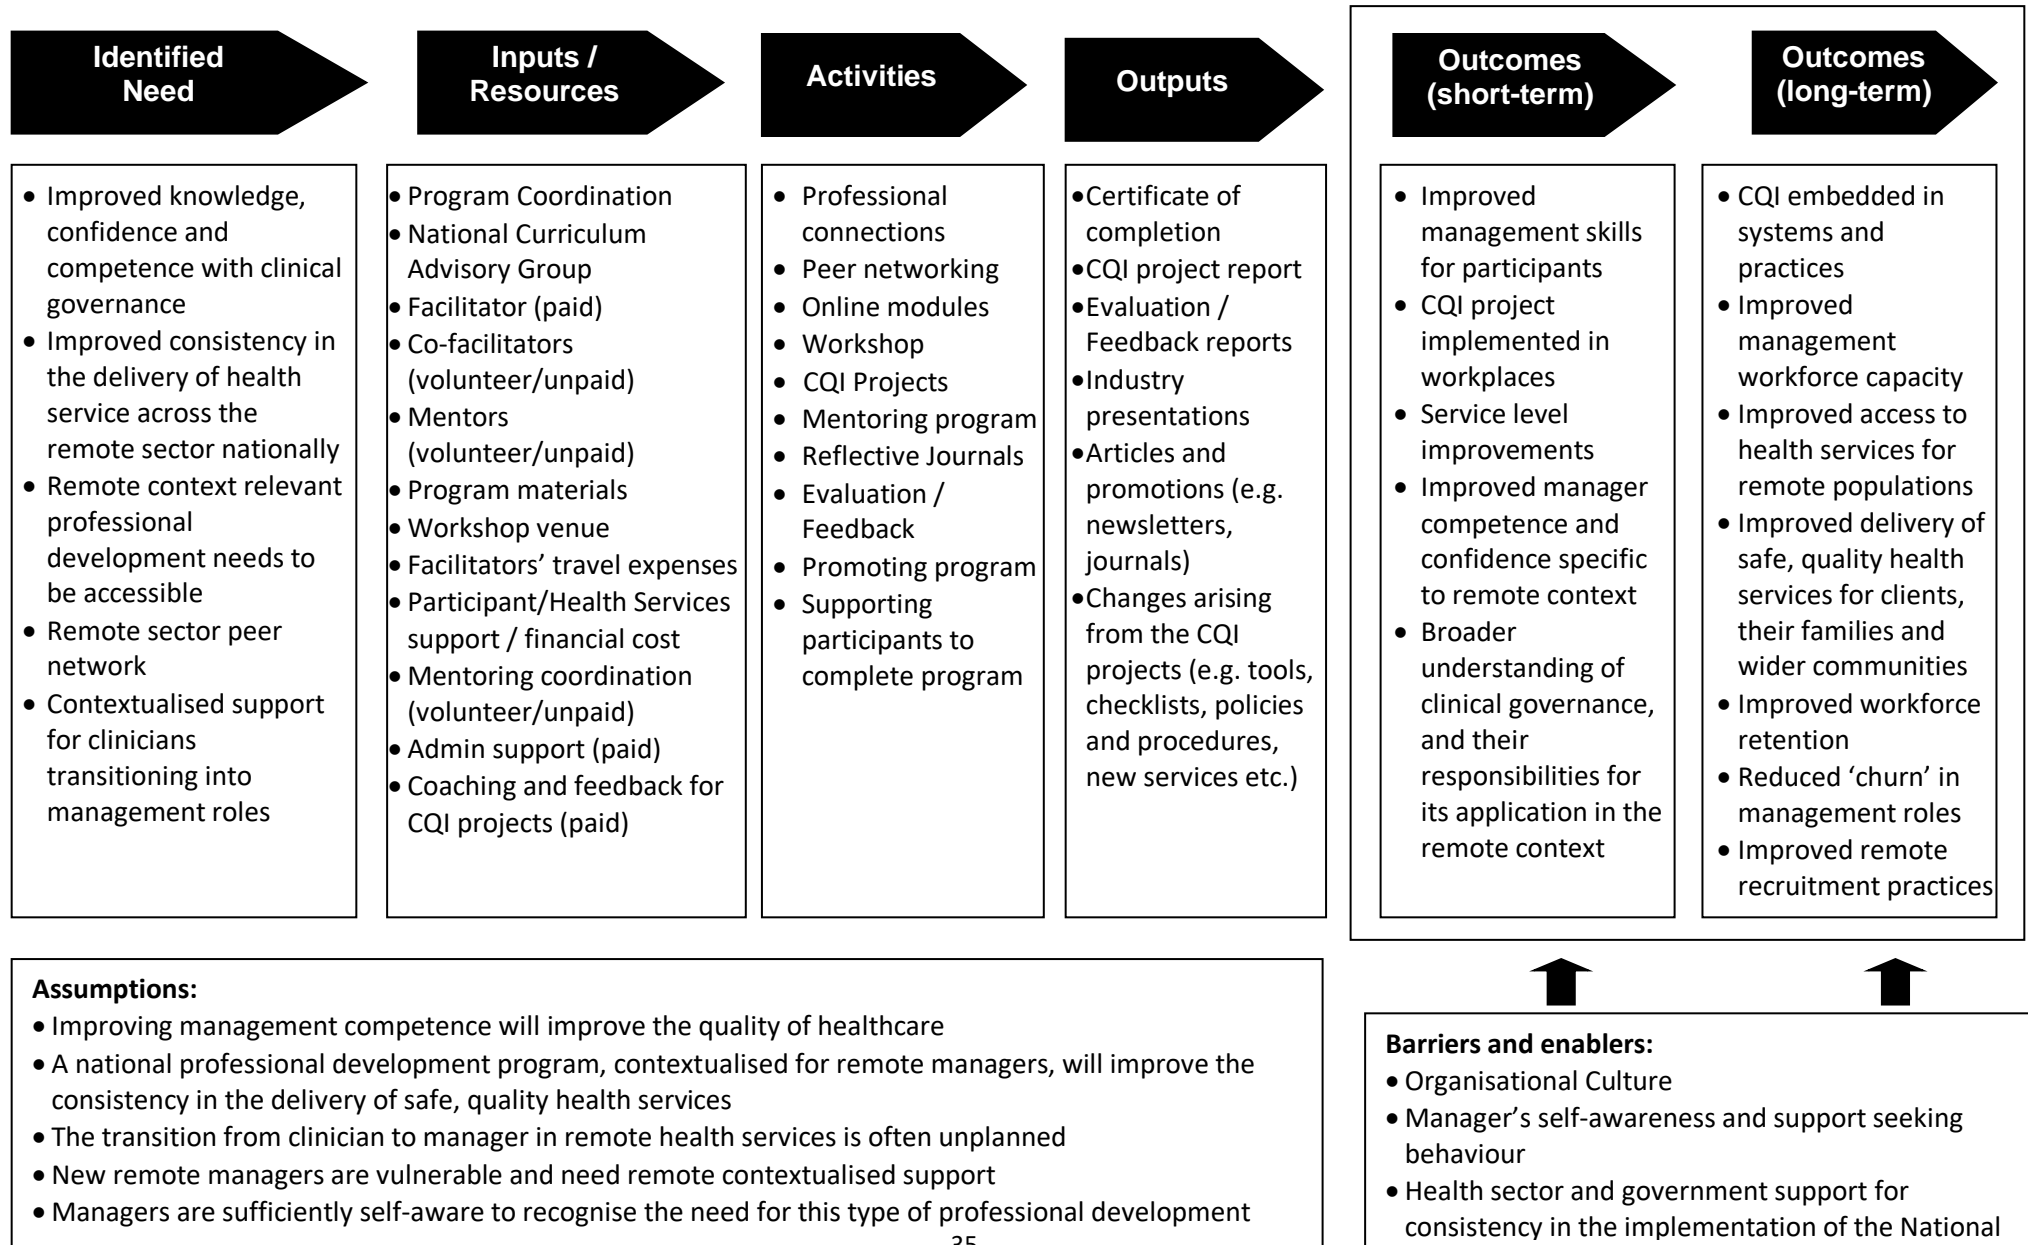 Identified
Need
Inputs /
Resources
Activities
Outputs
Outcomes
(short-term)
Outcomes
(long-term)
• Improved knowledge,
confidence and
competence with clinical
governance
• Improved consistency in
the delivery of health
service across the
remote sector nationally
• Remote context relevant
professional
development needs to
be accessible
• Remote sector peer
network
• Contextualised support
for clinicians
transitioning into
management roles
• Program Coordination
• National Curriculum
Advisory Group
• Facilitator (paid)
• Co-facilitators
(volunteer/unpaid)
• Mentors
(volunteer/unpaid)
• Program materials
• Workshop venue
• Facilitators’ travel expenses
• Participant/Health Services
support / financial cost
• Mentoring coordination
(volunteer/unpaid)
• Admin support (paid)
• Coaching and feedback for
CQI projects (paid)
• Professional
connections
• Peer networking
• Online modules
• Workshop
• CQI Projects
• Mentoring program
• Reflective Journals
• Evaluation /
Feedback
• Promoting program
• Supporting
participants to
complete program
•Certificate of
completion
•CQI project report
•Evaluation /
Feedback reports
•Industry
presentations
•Articles and
promotions (e.g.
newsletters,
journals)
•Changes arising
from the CQI
projects (e.g. tools,
checklists, policies
and procedures,
new services etc.)
• Improved
management skills
for participants
• CQI project
implemented in
workplaces
• Service level
improvements
• Improved manager
competence and
confidence specific
to remote context
• Broader
understanding of
clinical governance,
and their
responsibilities for
its application in the
remote context
• CQI embedded in
systems and
practices
• Improved
management
workforce capacity
• Improved access to
health services for
remote populations
• Improved delivery of
safe, quality health
services for clients,
their families and
wider communities
• Improved workforce
retention
• Reduced ‘churn’ in
management roles
• Improved remote
recruitment practices
Assumptions:
• Improving management competence will improve the quality of healthcare
• A national professional development program, contextualised for remote managers, will improve the
consistency in the delivery of safe, quality health services
• The transition from clinician to manager in remote health services is often unplanned
• New remote managers are vulnerable and need remote contextualised support
• Managers are sufficiently self-aware to recognise the need for this type of professional development
35
Barriers and enablers:
• Organisational Culture
• Manager’s self-awareness and support seeking
behaviour
• Health sector and government support for
consistency in the implementation of the National